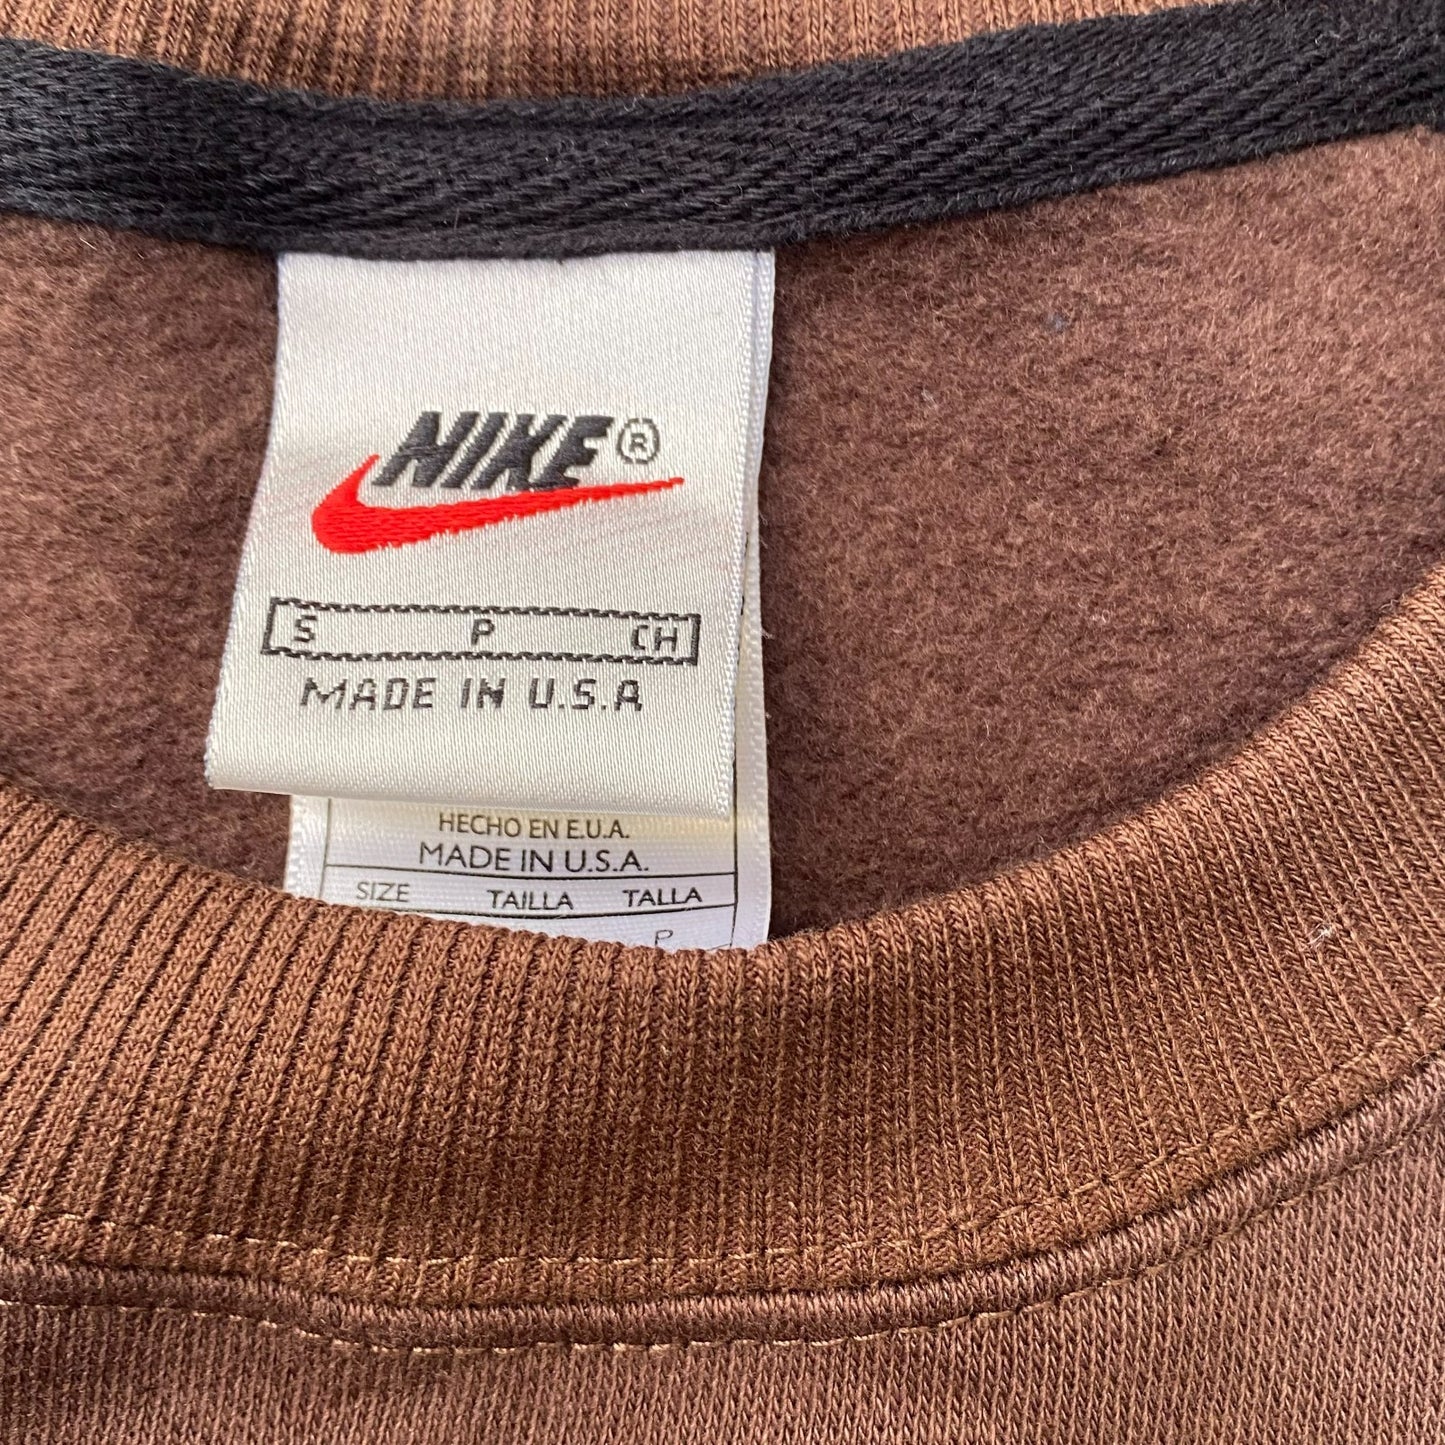 NIKE®
S P CH
MADE IN U.S.A
HECHO EN E.U.A.
MADE IN U.S.A.
SIZE TAILLA TALLA
P